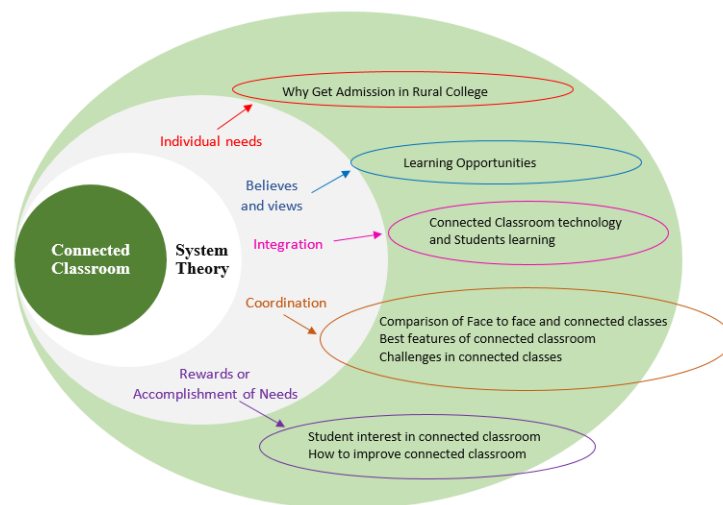 Why Get Admission in Rural College
Individual needs
Learning Opportunities
Believes
and views
Connected Classroom technology
and Students learning
Integration
Connected
Classroom
System
Theory
Coordination
Comparison of Face to face and connected classes
Best features of connected classroom
Challenges in connected classes
Rewards or
Accomplishment of Needs
Student interest in connected classroom
How to improve connected classroom